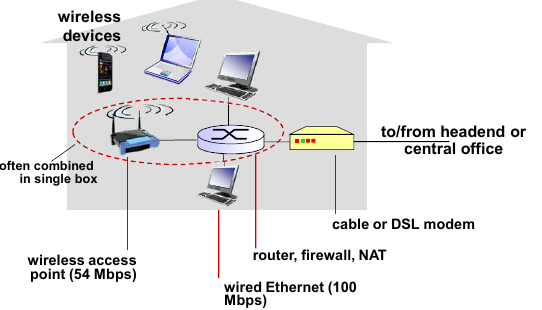 wireless
devices
to/from headend or
central office
often combined
in single box
cable or DSL modem
wireless access
point (54 Mbps)
router, firewall, NAT
wired Ethernet (100
Mbps)